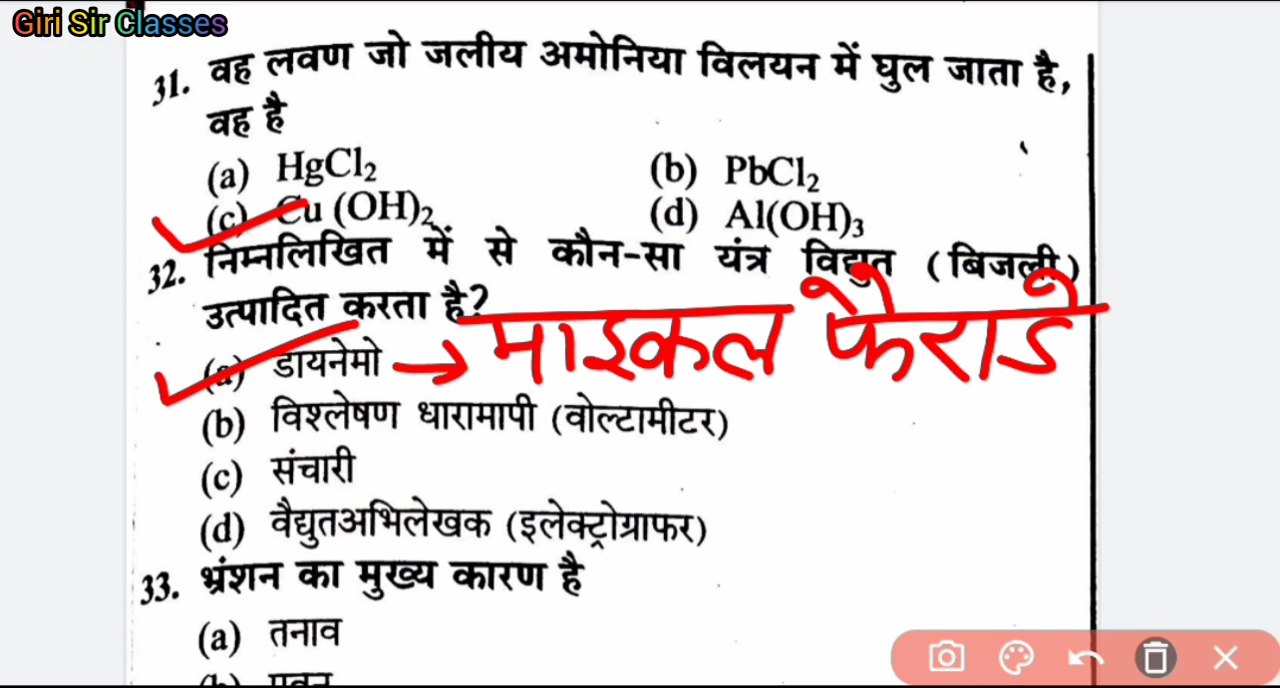 Giri Sir Classes
31. वह लवण जो जलीय अमोनिया विलयन में घुल जाता है,
वह है
(a) HgCl₂ (b) PbCl₂
(c) Cu (OH)₂ (d) Al(OH)₃
32. निम्नलिखित में से कौन-सा यंत्र विद्युत (बिजली)
उत्पादित करता है?
(a) डायनेमो → माइकल फैराडे
(b) विश्लेषण धारामापी (वोल्टामीटर)
(c) संचारी
(d) वैद्युतअभिलेखक (इलेक्ट्रोग्राफर)
33. भ्रंशन का मुख्य कारण है
(a) तनाव
(b)